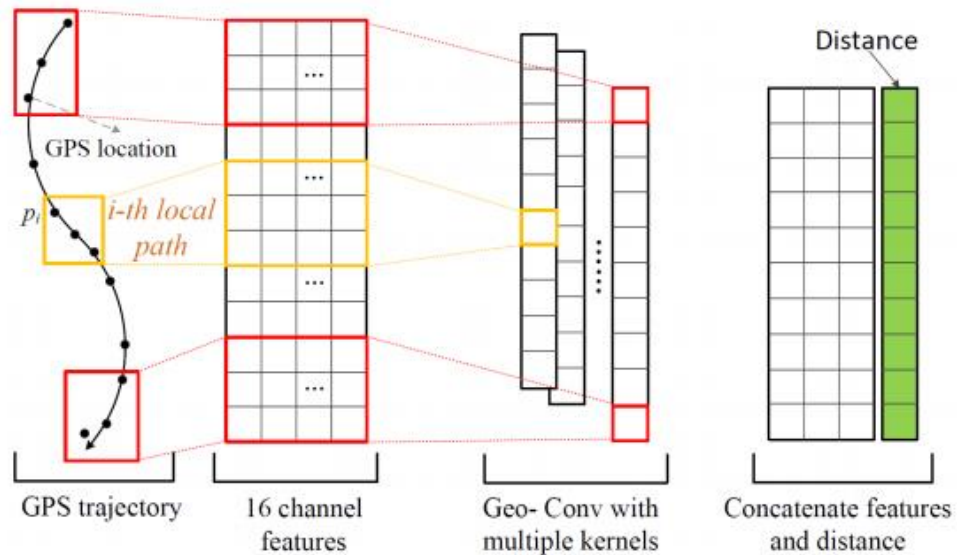 Distance
GPS location
p_i
i-th local
path
...
...
...
...
......
GPS trajectory
16 channel
features
Geo- Conv with
multiple kernels
Concatenate features
and distance